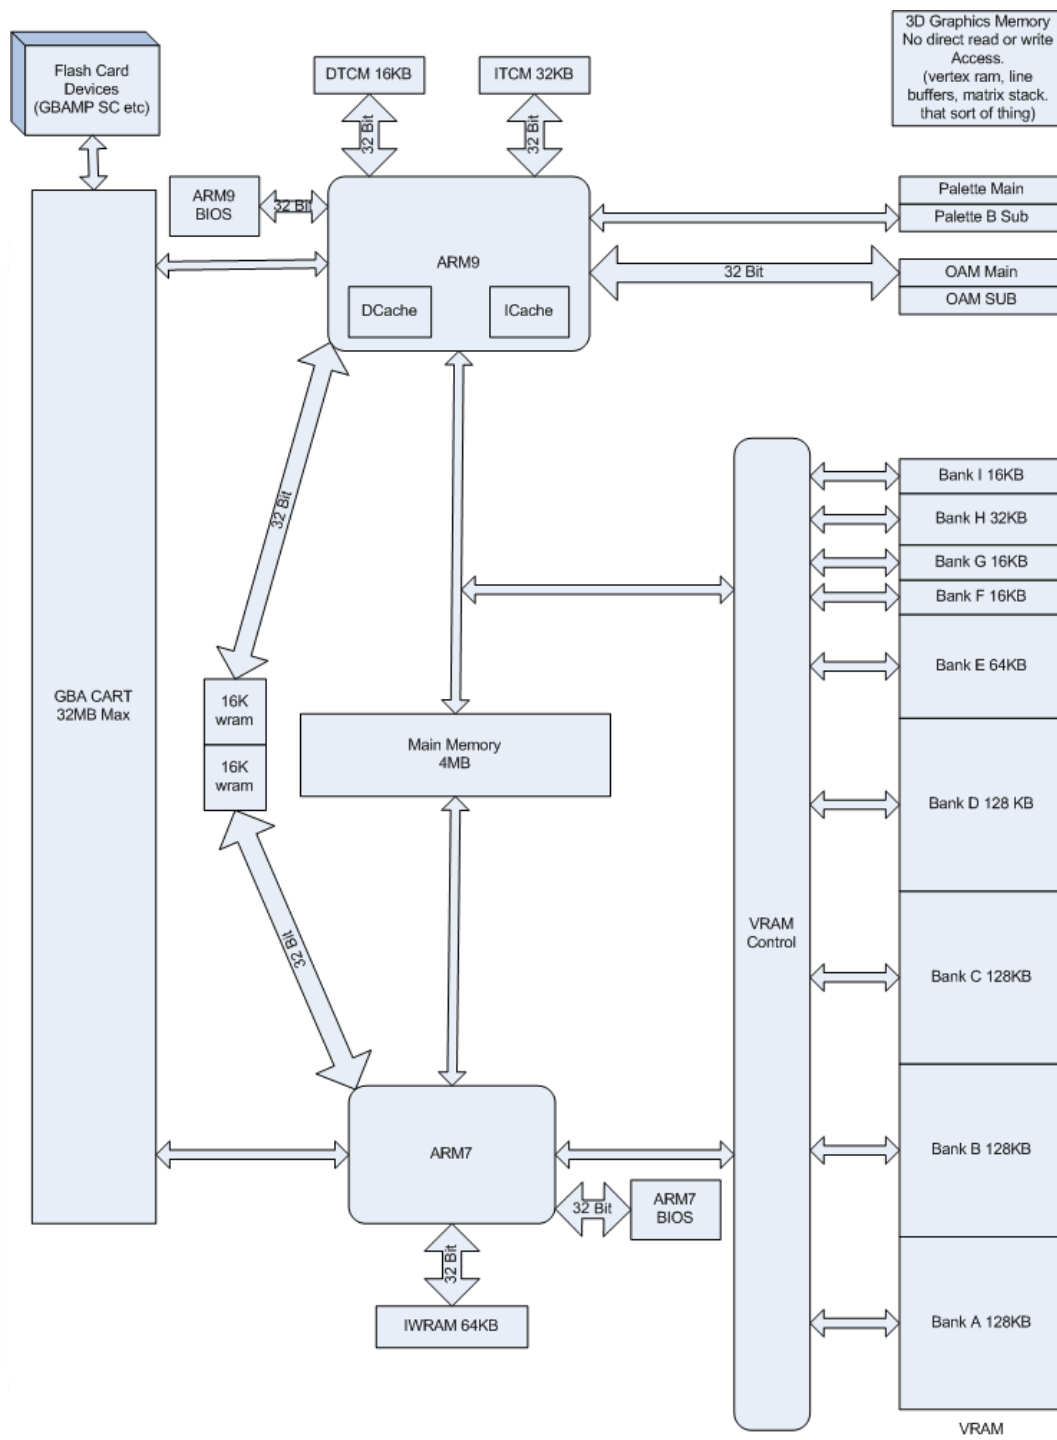 3D Graphics Memory
No direct read or write
Access.
(vertex ram, line
buffers, matrix stack.
that sort of thing)
Flash Card
Devices
(GBAMP SC etc)
DTCM 16KB
ITCM 32KB
32 Bit
32 Bit
ARM9
BIOS
32 Bit
Palette Main
Palette B Sub
ARM9
32 Bit
OAM Main
OAM SUB
DCache
ICache
32 Bit
Bank I 16KB
Bank H 32KB
Bank G 16KB
Bank F 16KB
Bank E 64KB
GBA CART
32MB Max
16K
wram
16K
wram
Main Memory
4MB
Bank D 128 KB
VRAM
Control
32 Bit
Bank C 128KB
ARM7
Bank B 128KB
32 Bit
ARM7
BIOS
32 Bit
IWRAM 64KB
Bank A 128KB
VRAM